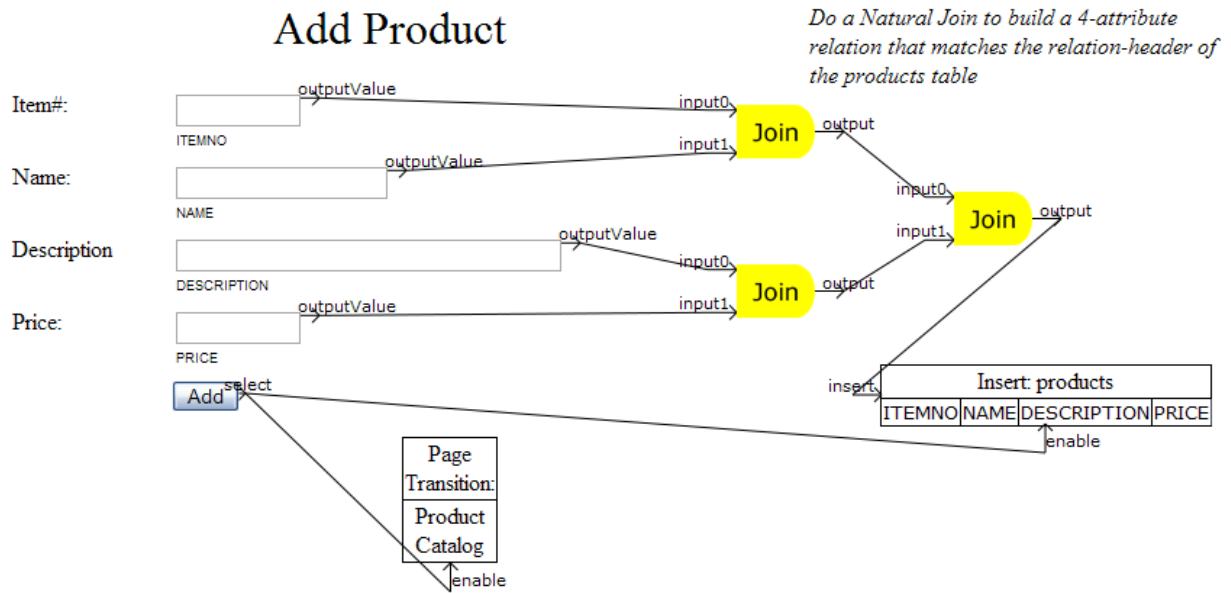 Add Product
Do a Natural Join to build a 4-attribute
relation that matches the relation-header of
the products table
Item#:
outputValue
input0
Join
output
ITEMNO
input1
outputValue
Name:
NAME
input0
Join
output
input1
Description
outputValue
input0
Join
output
DESCRIPTION
input1
outputValue
Price:
PRICE
Add
select
insert
Insert: products
ITEMNO NAME DESCRIPTION PRICE
enable
Page
Transition:
Product
Catalog
enable